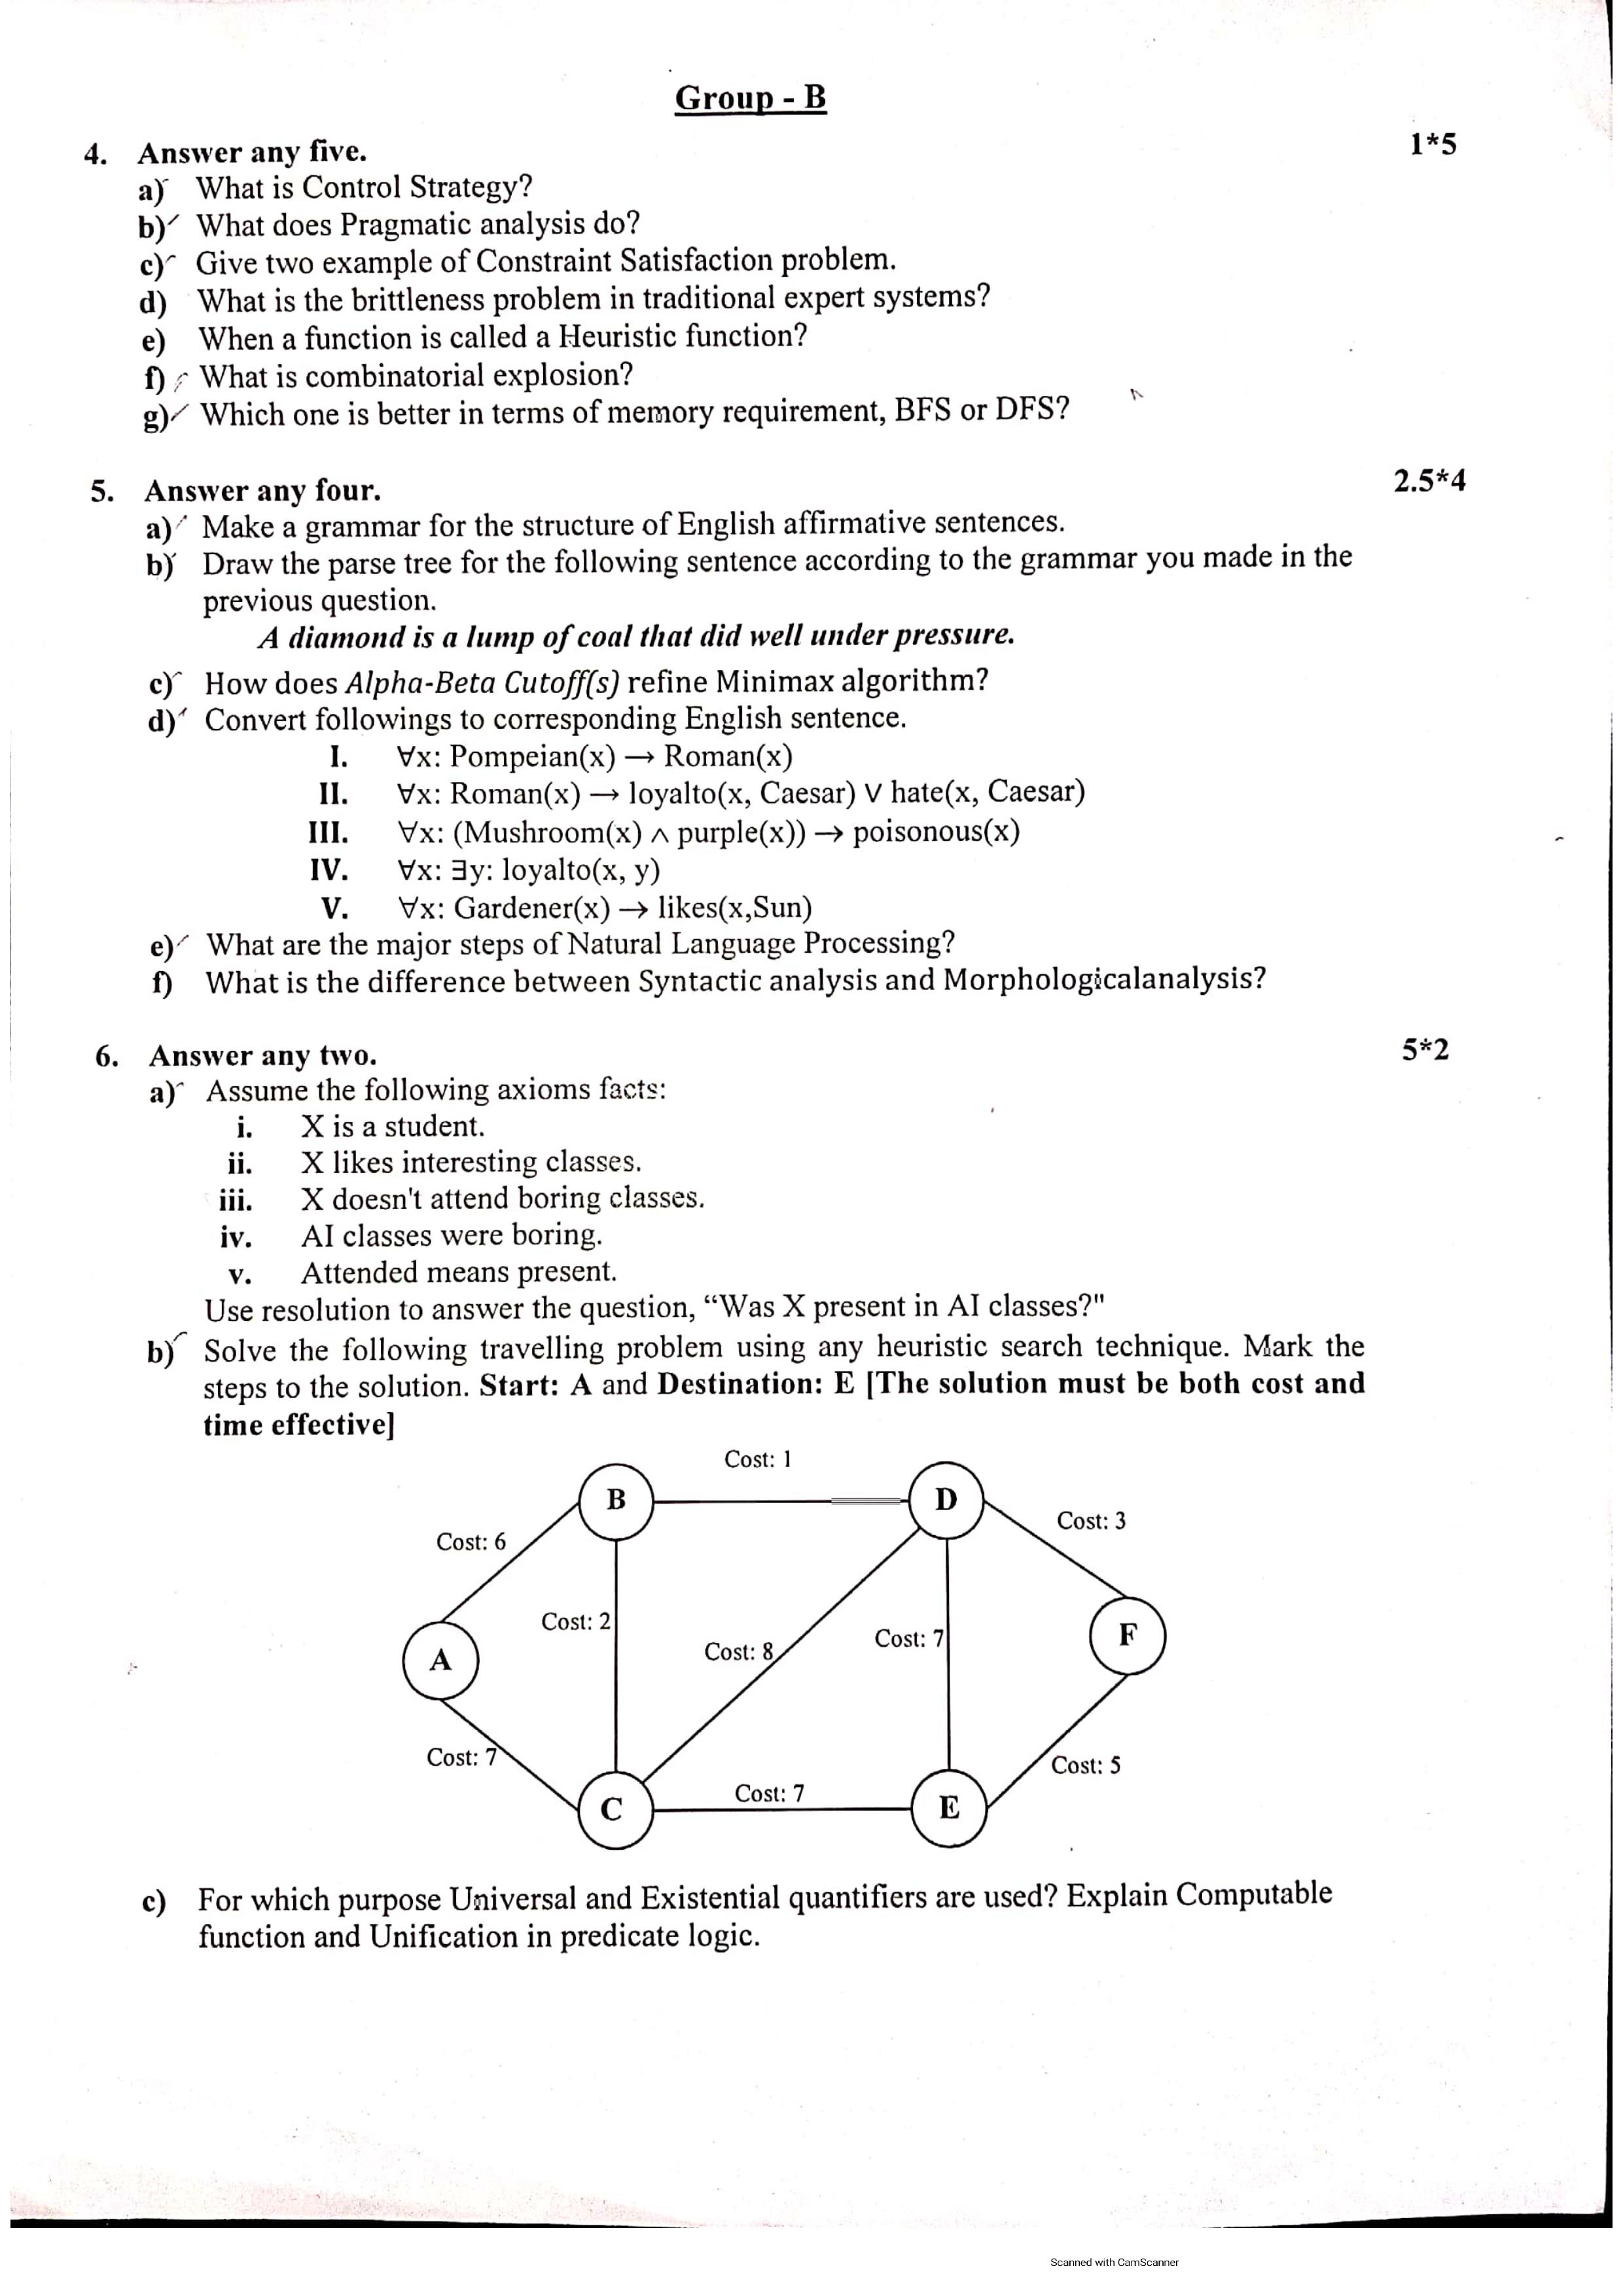 Group - B
4. Answer any five. 1*5
a) What is Control Strategy?
b) What does Pragmatic analysis do?
c) Give two example of Constraint Satisfaction problem.
d) What is the brittleness problem in traditional expert systems?
e) When a function is called a Heuristic function?
f) What is combinatorial explosion?
g) Which one is better in terms of memory requirement, BFS or DFS?
5. Answer any four. 2.5*4
a) Make a grammar for the structure of English affirmative sentences.
b) Draw the parse tree for the following sentence according to the grammar you made in the
previous question.
A diamond is a lump of coal that did well under pressure.
c) How does Alpha-Beta Cutoff(s) refine Minimax algorithm?
d) Convert followings to corresponding English sentence.
I. ∀x: Pompeian(x) → Roman(x)
II. ∀x: Roman(x) → loyalto(x, Caesar) V hate(x, Caesar)
III. ∀x: (Mushroom(x) ∧ purple(x)) → poisonous(x)
IV. ∀x: ∃y: loyalto(x, y)
V. ∀x: Gardener(x) → likes(x,Sun)
e) What are the major steps of Natural Language Processing?
f) What is the difference between Syntactic analysis and Morphologicalanalysis?
6. Answer any two. 5*2
a) Assume the following axioms facts:
i. X is a student.
ii. X likes interesting classes.
iii. X doesn't attend boring classes.
iv. AI classes were boring.
v. Attended means present.
Use resolution to answer the question, “Was X present in AI classes?"
b) Solve the following travelling problem using any heuristic search technique. Mark the
steps to the solution. Start: A and Destination: E [The solution must be both cost and
time effective]
Cost: 1
B
D
Cost: 3
Cost: 6
Cost: 2
Cost: 8
Cost: 7
F
A
Cost: 7
Cost: 7
Cost: 5
C
E
c) For which purpose Universal and Existential quantifiers are used? Explain Computable
function and Unification in predicate logic.
Scanned with CamScanner